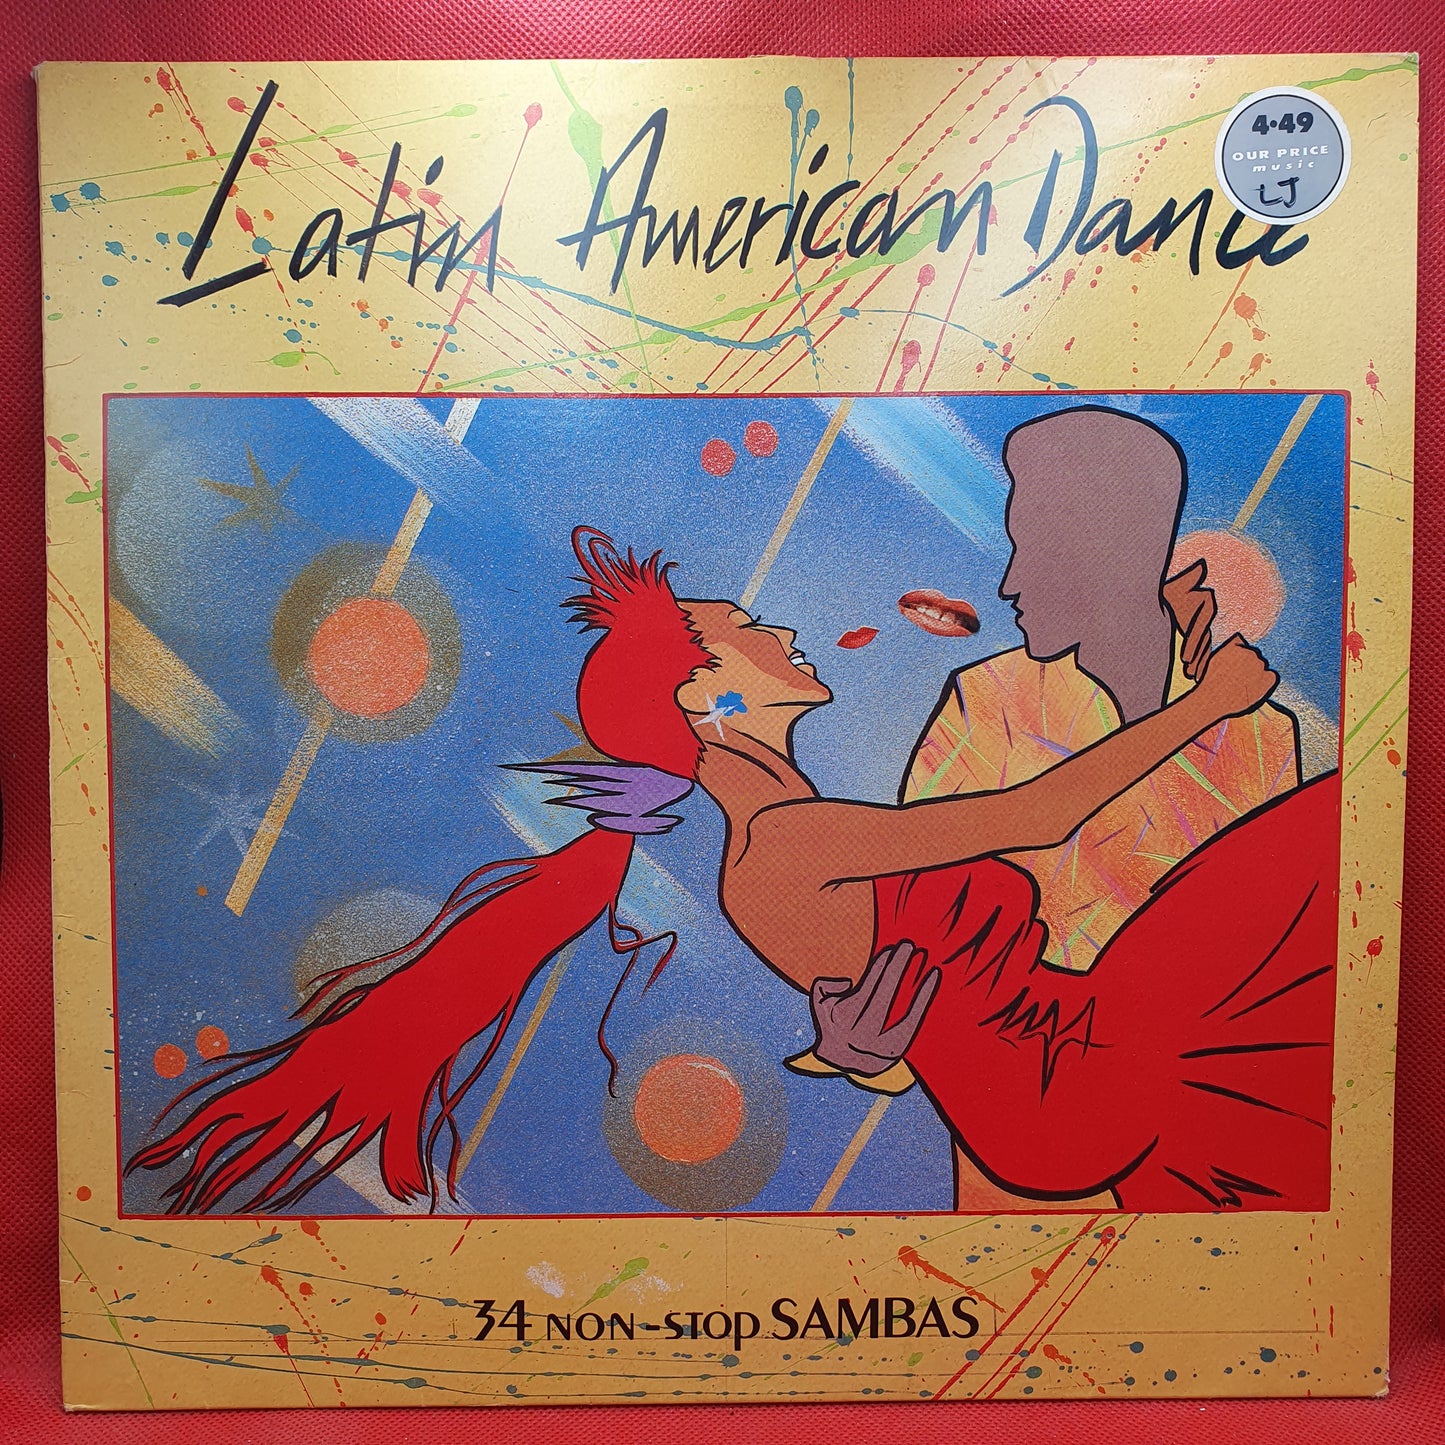 Latin American Dance
4.49
OUR PRICE
music
LJ
34 NON-STOP SAMBAS